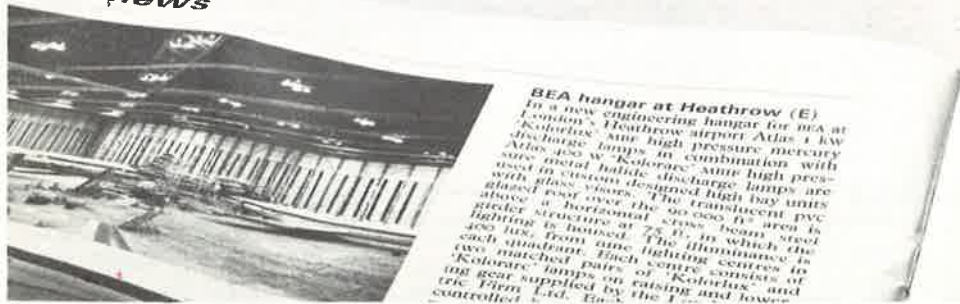 news
BEA hangar at Heathrow (E)
In a new engineering hangar for BEA at
London's Heathrow airport Atlas 1 kW
'Kolorlux' MBF high pressure mercury
discharge lamps in combination with
Atlas 400 W 'Kolorarc' MBIF high pres-
sure metal halide discharge lamps are
used in custom designed high bay units
with glass visors. The translucent pvc
glazed roof over the 90 000 ft² area is
above a horizontal cross beam steel
girder structure at 75 ft, in which the
lighting is housed. The illuminance is
400 lux, from nine lighting centres in
each quadrant. Each centre consists of
two matched pairs of 'Kolorlux' and
'Kolorarc' lamps on raising and lower-
ing gear supplied by the
tric Firm Ltd. Each
controlled